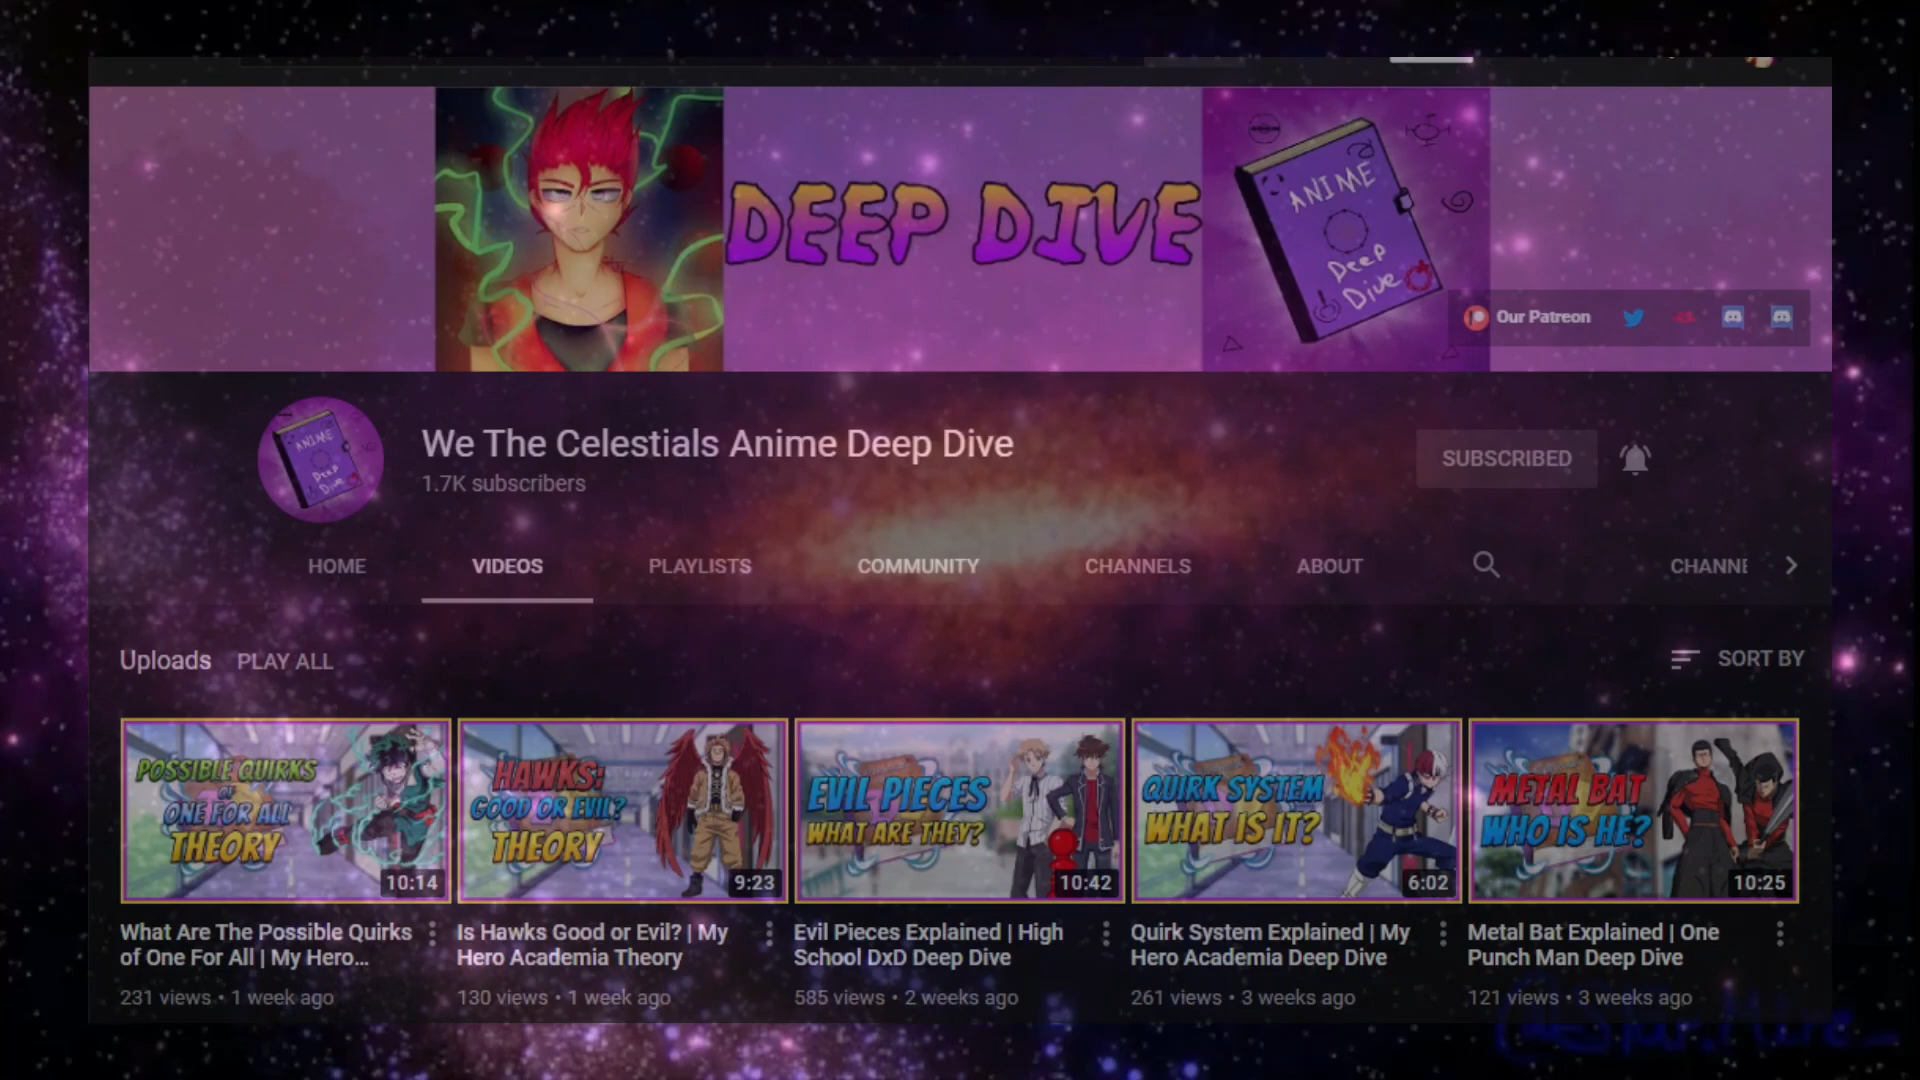 DEEP DIVE
ANIME
Deep
Dive
Our Patreon
ANIME
Deep
Dive
We The Celestials Anime Deep Dive
1.7K subscribers
SUBSCRIBED
HOME VIDEOS PLAYLISTS COMMUNITY CHANNELS ABOUT CHANNE
Uploads PLAY ALL
SORT BY
POSSIBLE QUIRKS
OF
ONE FOR ALL
THEORY
10:14
HAWKS:
GOOD OR EVIL?
THEORY
9:23
EVIL PIECES
WHAT ARE THEY?
10:42
QUIRK SYSTEM
WHAT IS IT?
6:02
METAL BAT
WHO IS HE?
10:25
What Are The Possible Quirks
of One For All | My Hero...
231 views • 1 week ago
Is Hawks Good or Evil? | My
Hero Academia Theory
130 views • 1 week ago
Evil Pieces Explained | High
School DxD Deep Dive
585 views • 2 weeks ago
Quirk System Explained | My
Hero Academia Deep Dive
261 views • 3 weeks ago
Metal Bat Explained | One
Punch Man Deep Dive
121 views • 3 weeks ago